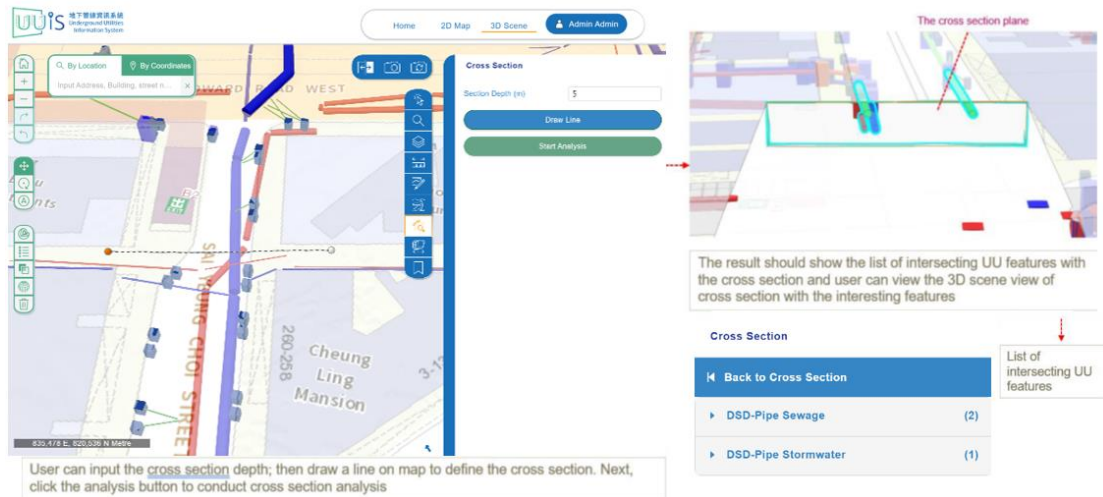 UUiS 地下管線資訊系統
Underground Utilities
Information System
Home 2D Map 3D Scene Admin Admin
By Location By Coordinates
Input Address, Building, street n...
WARD ROAD WEST
SAI YEUNG CHOI STREET
260-258
Cheung
Ling
Mansion
3-1
835,478 E, 820,536 N Metre
Cross Section
Section Depth (m) 5
Draw Line
Start Analysis
User can input the cross section depth; then draw a line on map to define the cross section. Next,
click the analysis button to conduct cross section analysis
The cross section plane
The result should show the list of intersecting UU features with
the cross section and user can view the 3D scene view of
cross section with the interesting features
Cross Section
Back to Cross Section
DSD-Pipe Sewage (2)
DSD-Pipe Stormwater (1)
List of
intersecting UU
features